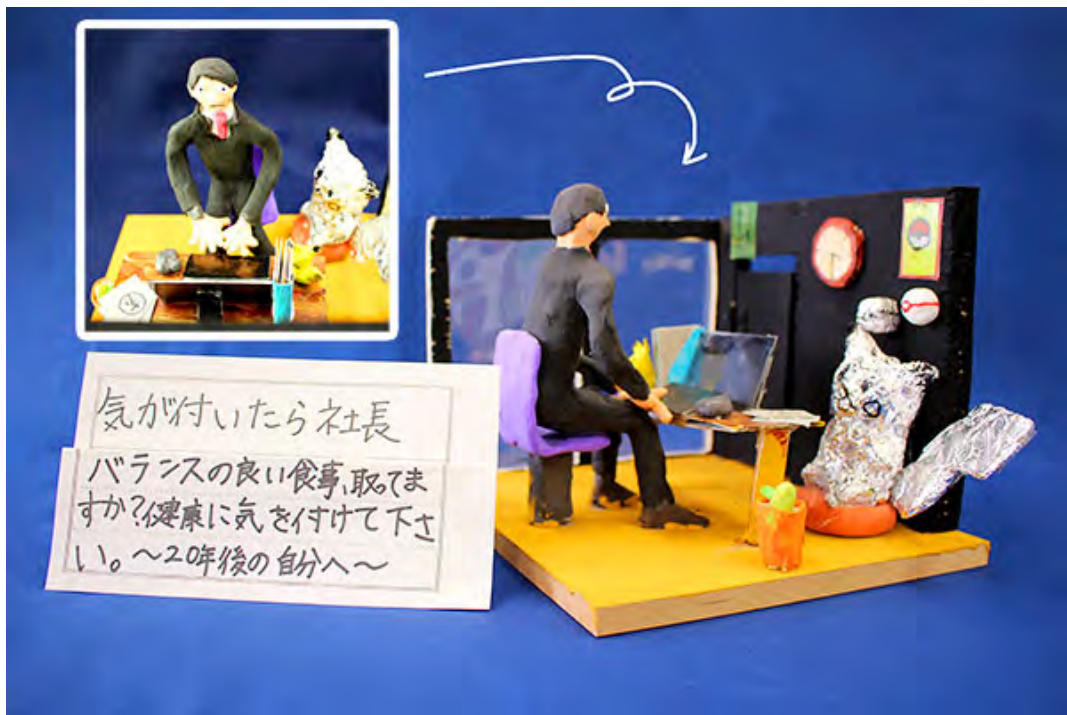 気が付いたら社長
バランスの良い食事、取ってま
すか?健康に気を付けて下さ
い。〜20年後の自分へ〜